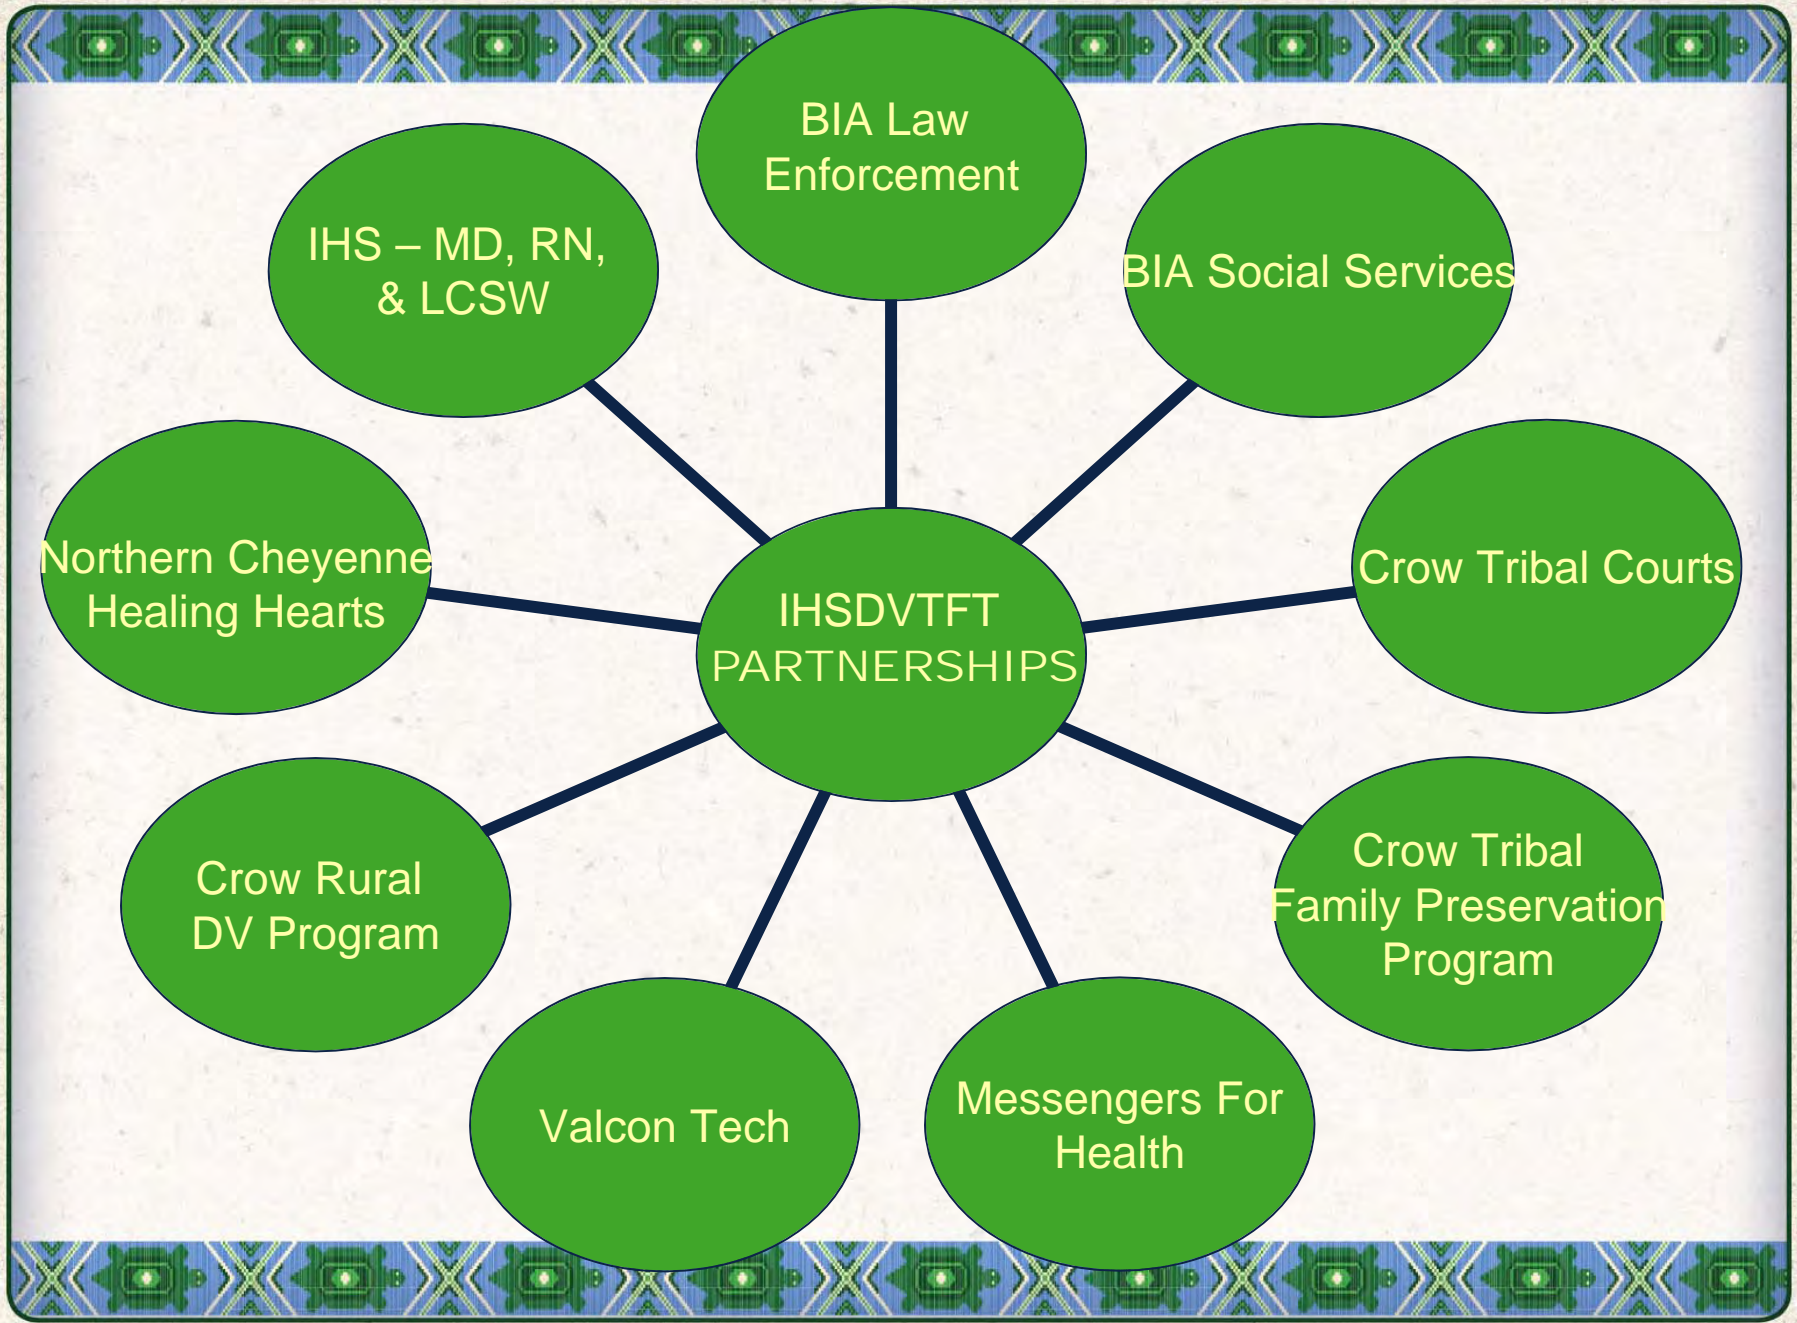 BIA Law
Enforcement
IHS – MD, RN,
& LCSW
BIA Social Services
Northern Cheyenne
Healing Hearts
Crow Tribal Courts
IHSDVTFT
PARTNERSHIPS
Crow Rural
DV Program
Crow Tribal
Family Preservation
Program
Valcon Tech
Messengers For
Health